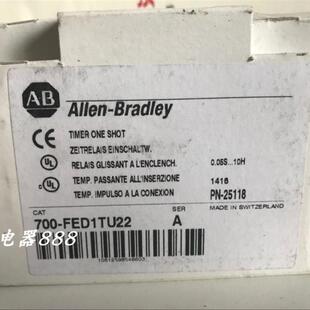 AB
Allen-Bradley
TIMER ONE SHOT
ZEITRELAIS EINSCHALTW.
RELAIS GLISSANT A L'ENCLENCH.
0.05S...10H
TEMP. PASSANTE ALL'INSERZIONE
1416
TEMP. IMPULSO A LA CONEXION
PN-25118
CAT
SER
MADE IN SWITZERLAND
700-FED1TU22
A
电器888